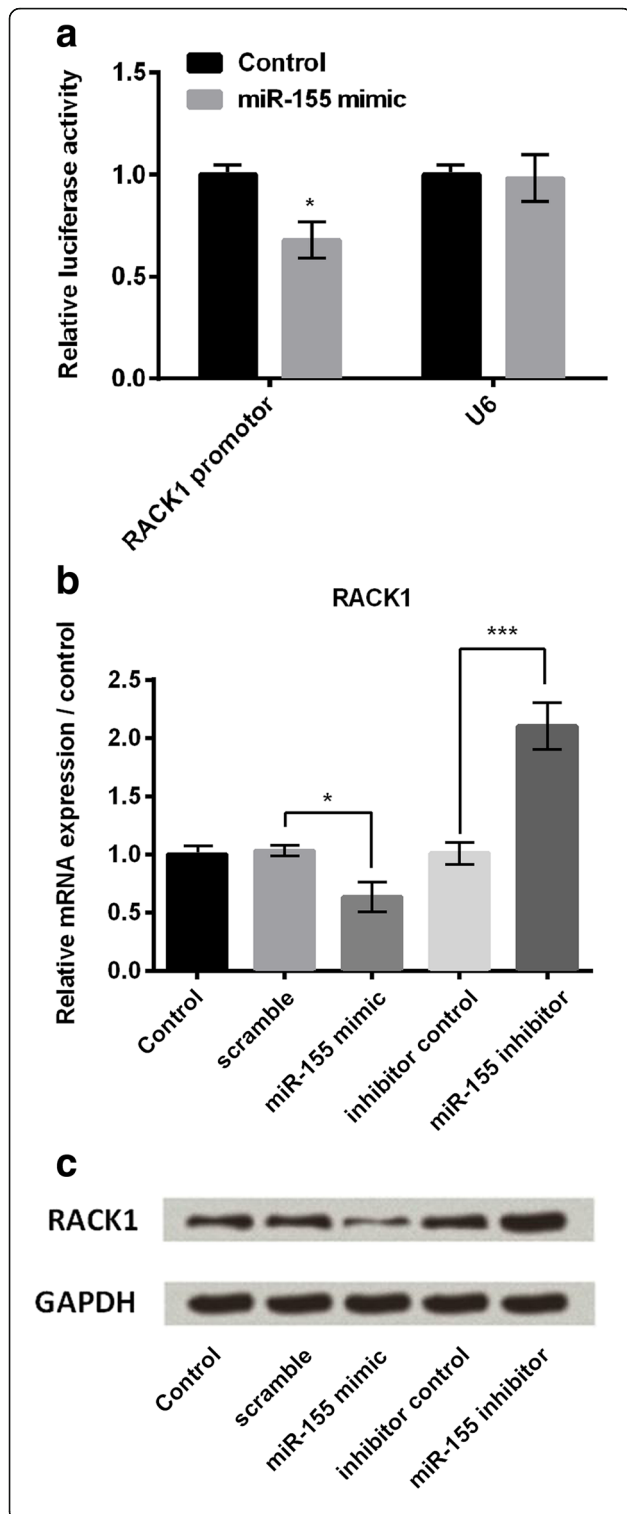 a
Control
miR-155 mimic
Relative luciferase activity
1.5
1.0
0.5
0.0
*
RACK1 promotor
U6
b
RACK1
Relative mRNA expression / control
2.5
2.0
1.5
1.0
0.5
0.0
*
***
Control
scramble
miR-155 mimic
inhibitor control
miR-155 inhibitor
c
RACK1
GAPDH
Control
scramble
miR-155 mimic
inhibitor control
miR-155 inhibitor